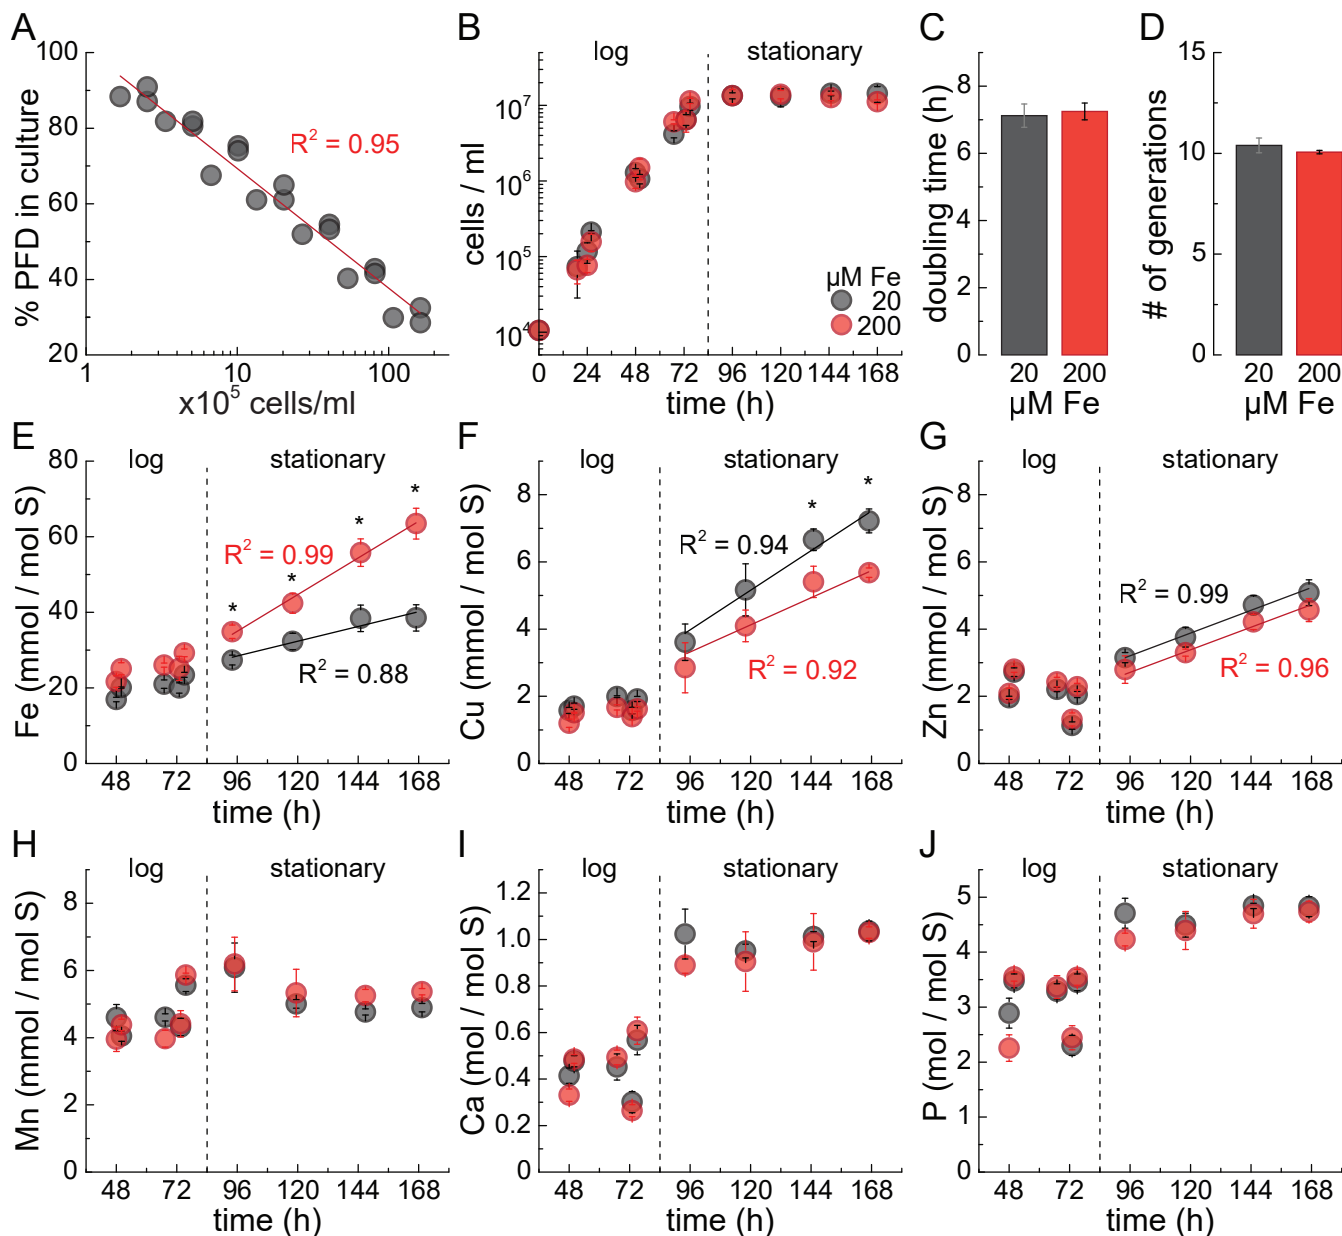 A
% PFD in culture
100
80
60
40
20
R² = 0.95
1
10
100
x10⁵ cells/ml
B
log
stationary
cells / ml
10⁷
10⁶
10⁵
10⁴
µM Fe
20
200
0
24
48
72
96
120
144
168
time (h)
C
doubling time (h)
8
6
4
2
0
20
200
µM Fe
D
# of generations
15
10
5
0
20
200
µM Fe
E
log
stationary
Fe (mmol / mol S)
80
60
40
20
0
R² = 0.99
*
*
*
*
R² = 0.88
48
72
96
120
144
168
time (h)
F
log
stationary
Cu (mmol / mol S)
8
6
4
2
0
*
*
R² = 0.94
R² = 0.92
48
72
96
120
144
168
time (h)
G
log
stationary
Zn (mmol / mol S)
8
6
4
2
0
R² = 0.99
R² = 0.96
48
72
96
120
144
168
time (h)
H
log
stationary
Mn (mmol / mol S)
8
6
4
2
0
48
72
96
120
144
168
time (h)
I
log
stationary
Ca (mol / mol S)
1.2
1.0
0.8
0.6
0.4
0.2
0
48
72
96
120
144
168
time (h)
J
log
stationary
P (mol / mol S)
5
4
3
2
1
0
48
72
96
120
144
168
time (h)